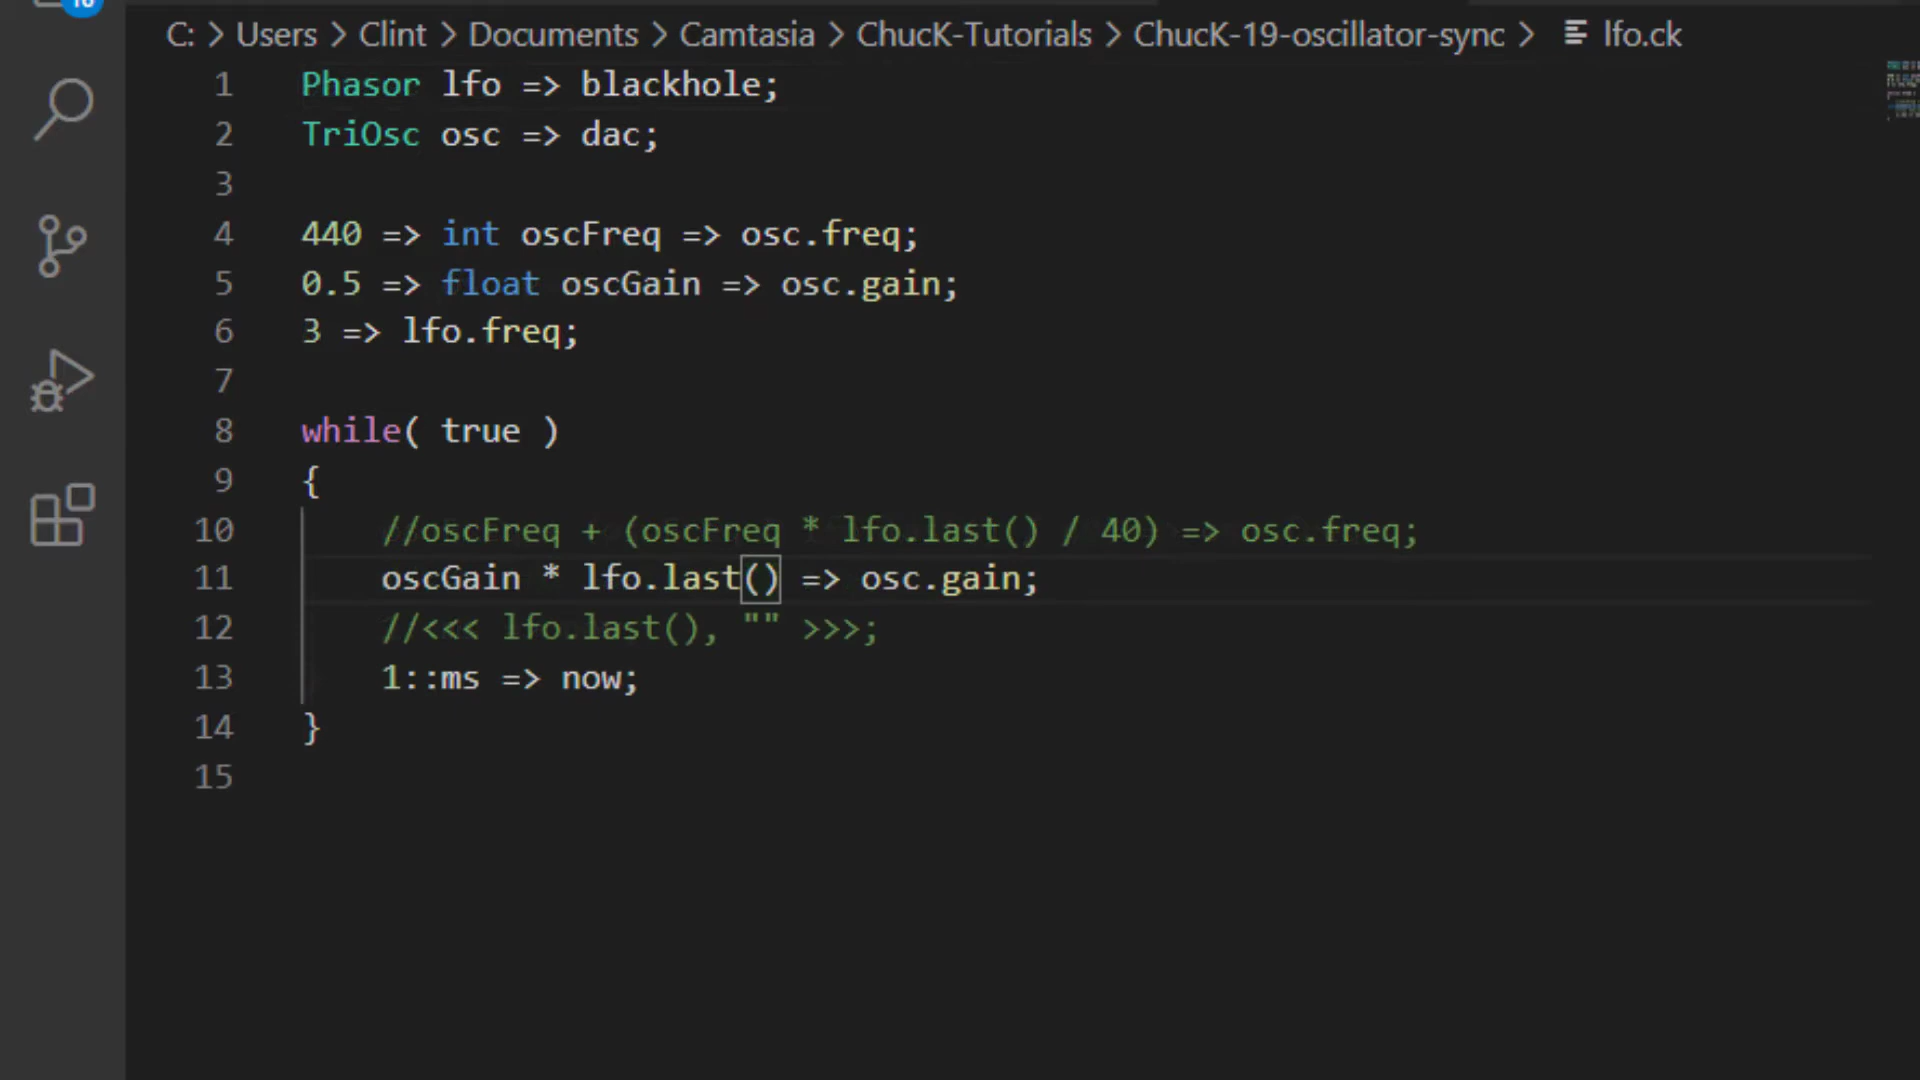 16
C: > Users > Clint > Documents > Camtasia > ChucK-Tutorials > ChucK-19-oscillator-sync > lfo.ck
1 Phasor lfo => blackhole;
2 TriOsc osc => dac;
3
4 440 => int oscFreq => osc.freq;
5 0.5 => float oscGain => osc.gain;
6 3 => lfo.freq;
7
8 while( true )
9 {
10 //oscFreq + (oscFreq * lfo.last() / 40) => osc.freq;
11 oscGain * lfo.last() => osc.gain;
12 //<<< lfo.last(), "" >>>;
13 1::ms => now;
14 }
15